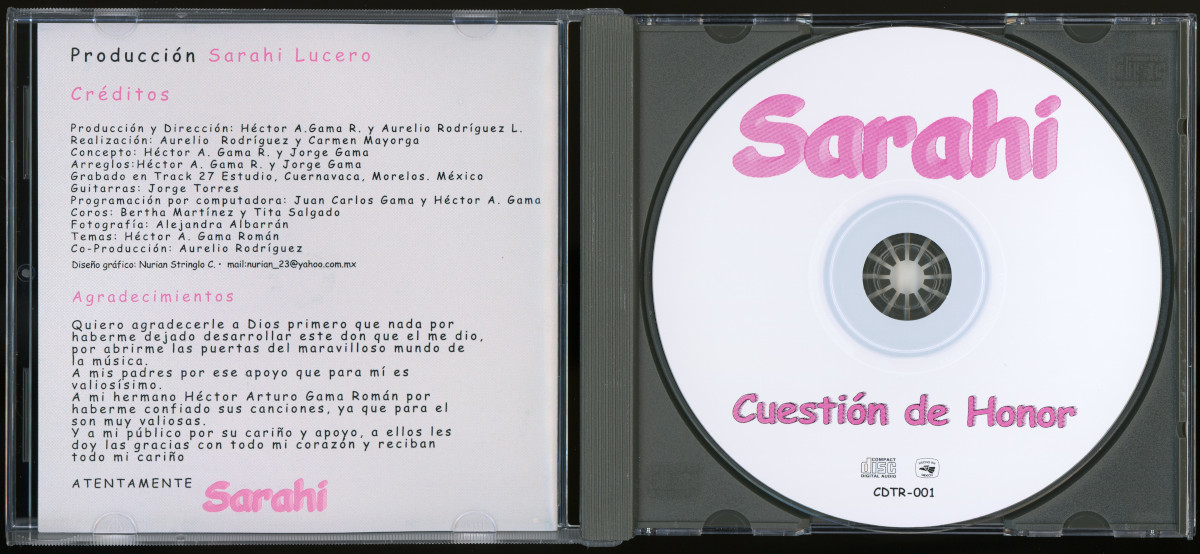 Producción Sarahi Lucero
Créditos
Producción y Dirección: Héctor A.Gama R. y Aurelio Rodríguez L.
Realización: Aurelio Rodríguez y Carmen Mayorga
Concepto: Héctor A. Gama R. y Jorge Gama
Arreglos:Héctor A. Gama R. y Jorge Gama
Grabado en Track 27 Estudio, Cuernavaca, Morelos. México
Guitarras: Jorge Torres
Programación por computadora: Juan Carlos Gama y Héctor A. Gama
Coros: Bertha Martínez y Tita Salgado
Fotografía: Alejandra Albarrán
Temas: Héctor A. Gama Román
Co-Producción: Aurelio Rodríguez
Diseño gráfico: Nurian Stringlo C. • mail:nurian_23@yahoo.com.mx
Agradecimientos
Quiero agradecerle a Dios primero que nada por
haberme dejado desarrollar este don que el me dio,
por abrirme las puertas del maravilloso mundo de
la música.
A mis padres por ese apoyo que para mí es
valiosísimo.
A mi hermano Héctor Arturo Gama Román por
haberme confiado sus canciones, ya que para el
son muy valiosas.
Y a mi público por su cariño y apoyo, a ellos les
doy las gracias con todo mi corazón y reciban
todo mi cariño
ATENTAMENTE Sarahi
Sarahi
Cuestión de Honor
COMPACT
disc
DIGITAL AUDIO
CDTR-001